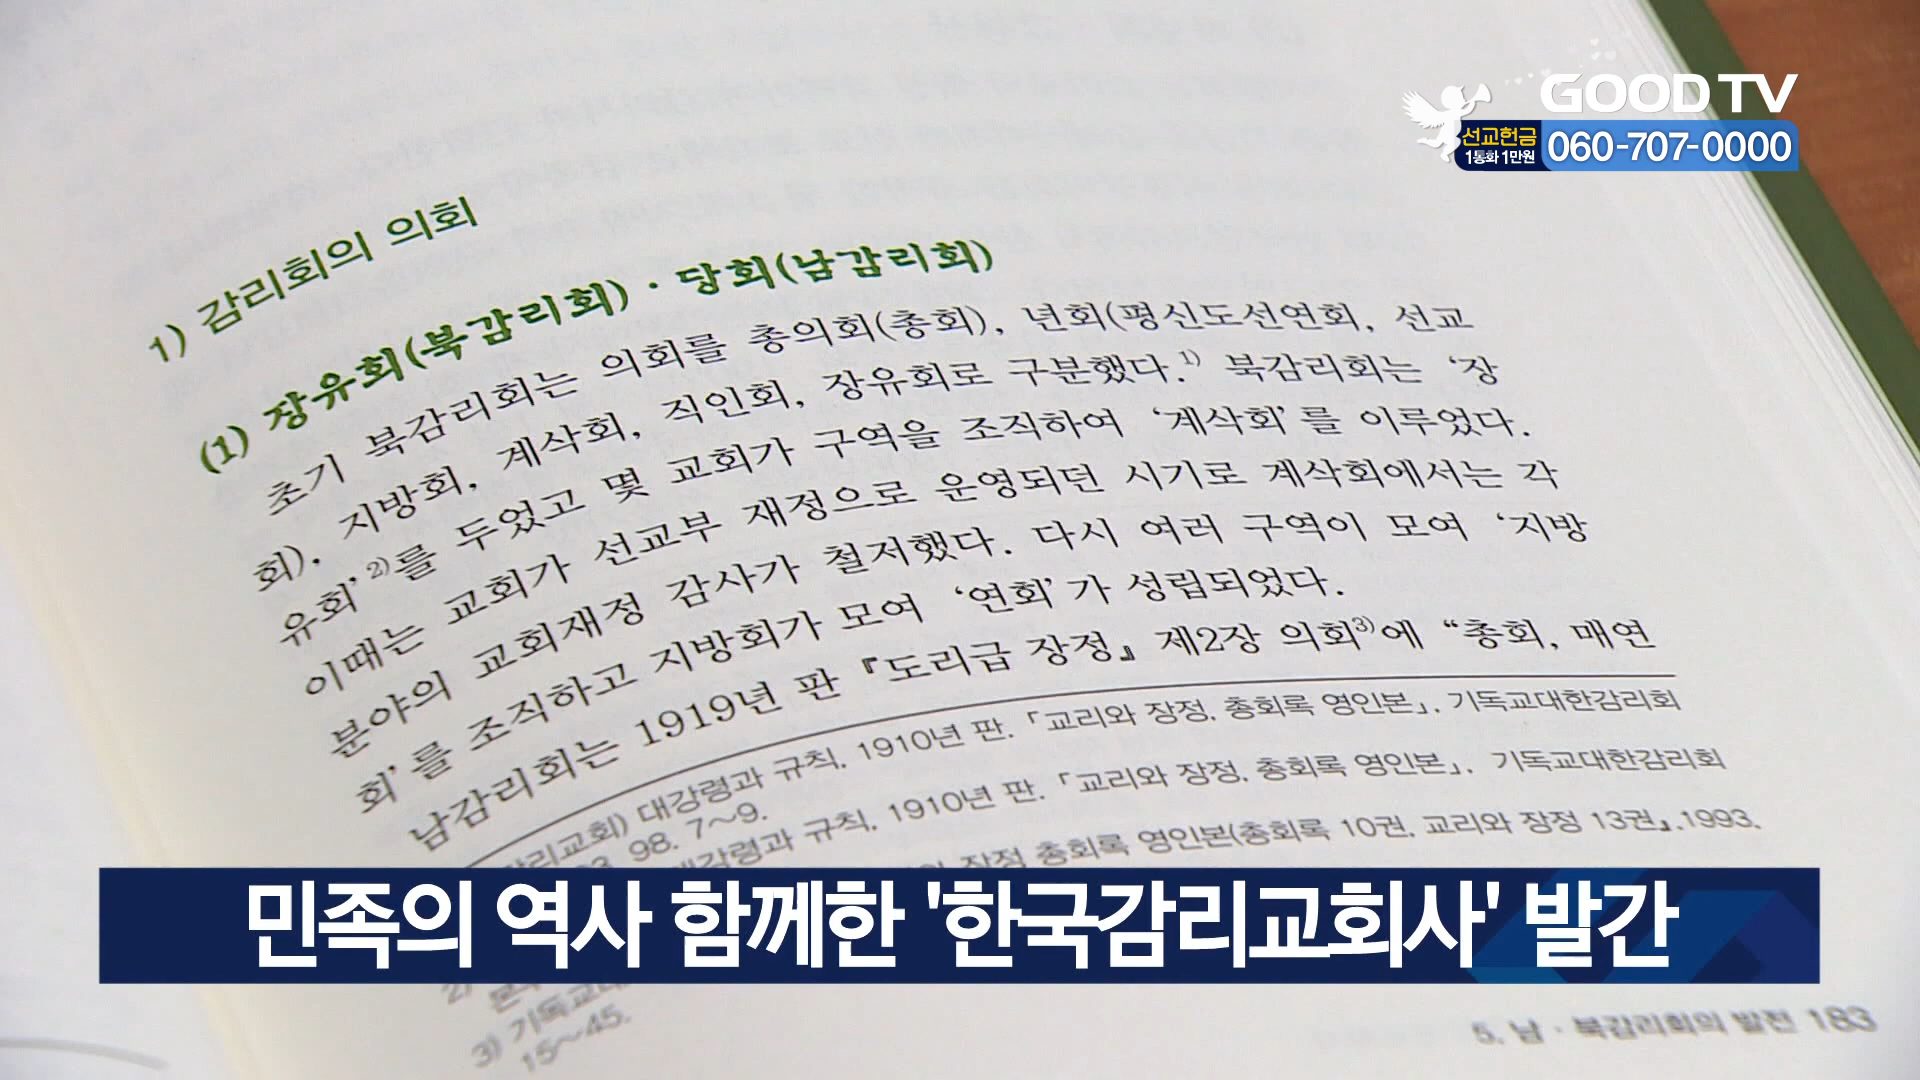 GOODTV
선교헌금
1통화 1만원
060-707-0000
1) 감리회의 의회
(1) 장유회(북감리회)·당회(남감리회)
초기 북감리회는 의회를 총의회(총회), 년회(평신도선연회, 선교
회), 지방회, 계삭회, 직인회, 장유회로 구분했다.1) 북감리회는 ‘장
유회’2)를 두었고 몇 교회가 구역을 조직하여 ‘계삭회’를 이루었다.
이때는 교회가 선교부 재정으로 운영되던 시기로 계삭회에서는 각
분야의 교회재정 감사가 철저했다. 다시 여러 구역이 모여 ‘지방
회’를 조직하고 지방회가 모여 ‘연회’가 성립되었다.
남감리회는 1919년 판 『도리급 장정』 제2장 의회3)에 “총회, 매연
감리교회) 대강령과 규칙. 1910년 판. 「교리와 장정. 총회록 영인본」. 기독교대한감리회
98. 7~9.
대강령과 규칙. 1910년 판. 「교리와 장정. 총회록 영인본」. 기독교대한감리회
장정 총회록 영인본(총회록 10권. 교리와 장정 13권』.1993.
민족의 역사 함께한 '한국감리교회사' 발간
2)
3) 기독교대
15~45.
5. 남·북감리회의 발전 183